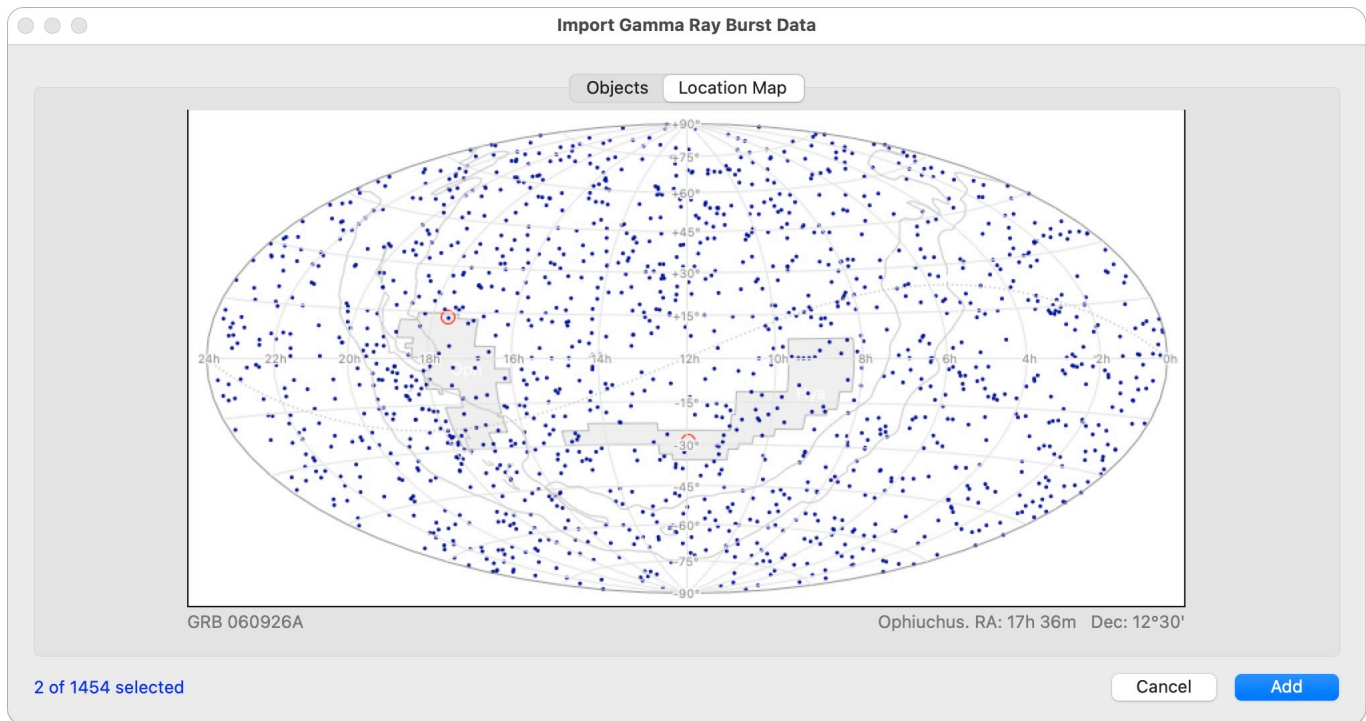 Import Gamma Ray Burst Data
Objects Location Map
+90°
+75°
+60°
+45°
+30°
+15°
24h 22h 20h 18h 16h 14h 12h 10h 8h 6h 4h 2h 0h
-15°
-30°
-45°
-60°
-75°
-90°
GRB 060926A Ophiuchus. RA: 17h 36m Dec: 12°30'
2 of 1454 selected Cancel Add